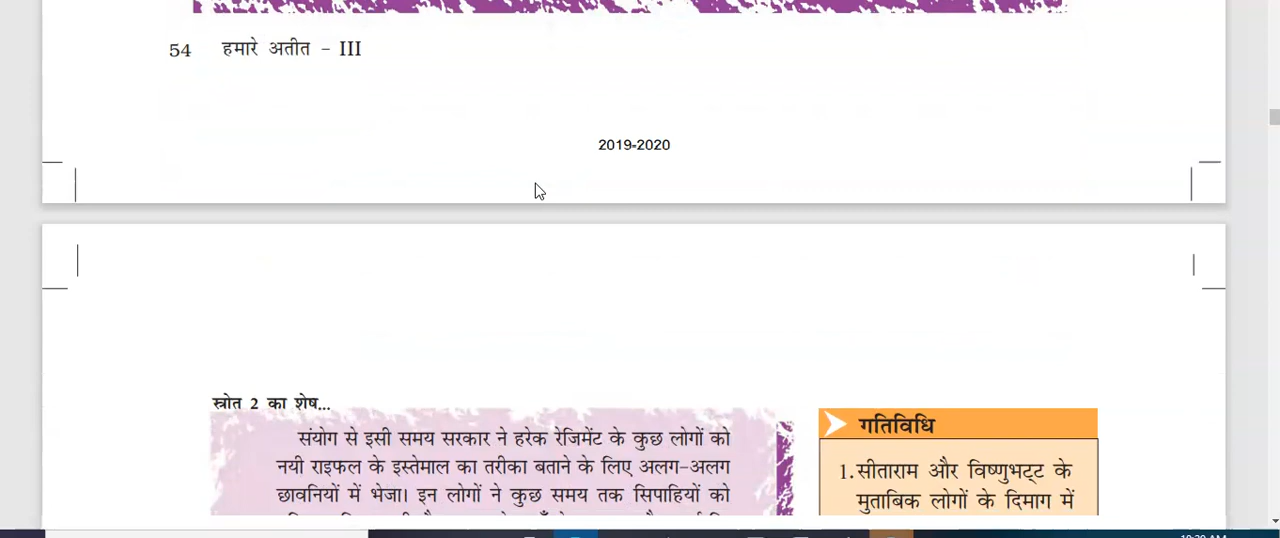 54 हमारे अतीत – III
2019-2020
स्त्रोत 2 का शेष...
संयोग से इसी समय सरकार ने हरेक रेजिमेंट के कुछ लोगों को
नयी राइफल के इस्तेमाल का तरीका बताने के लिए अलग-अलग
छावनियों में भेजा। इन लोगों ने कुछ समय तक सिपाहियों को
गतिविधि
1. सीताराम और विष्णुभट्ट के
मुताबिक लोगों के दिमाग में